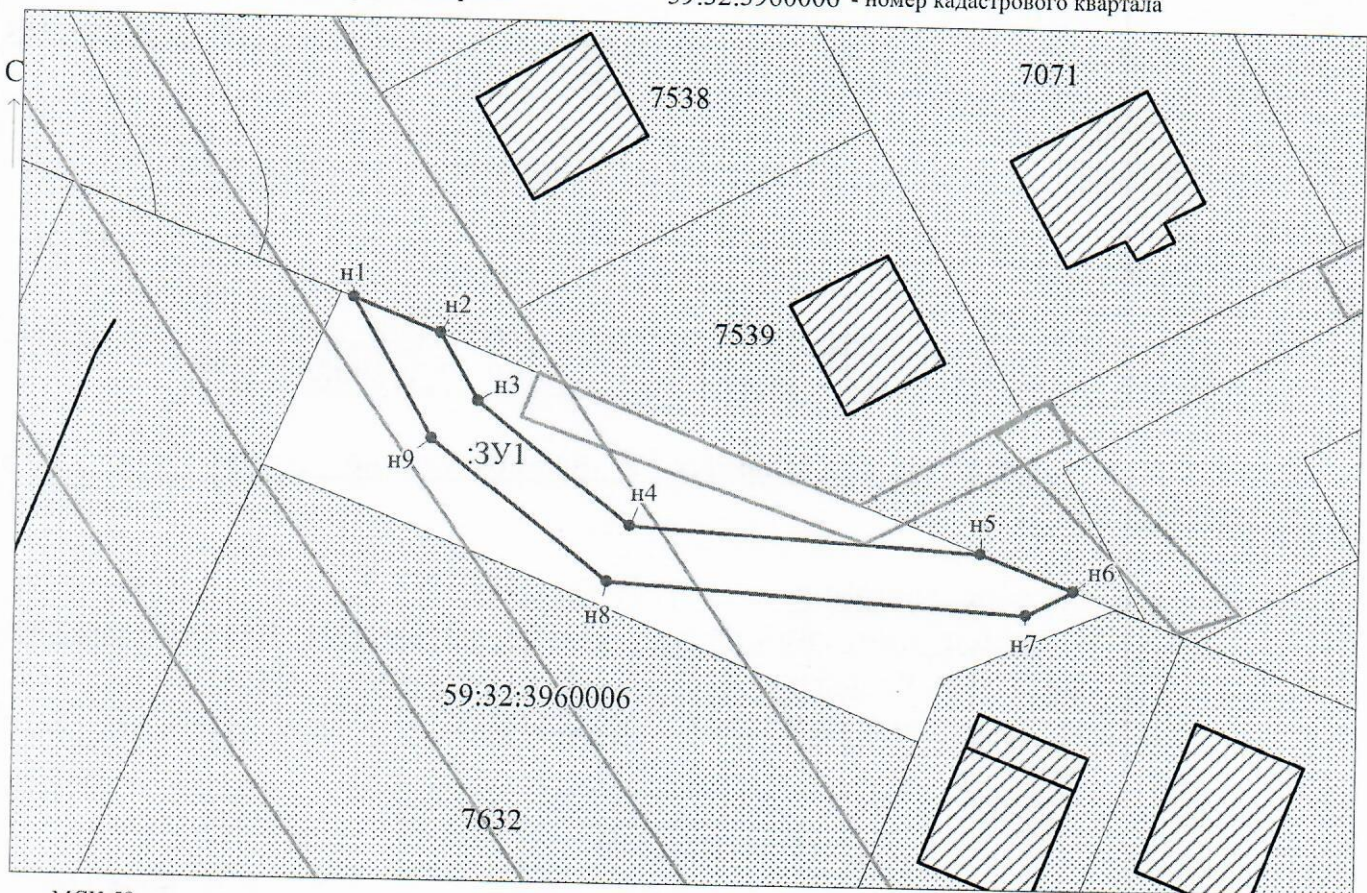 59:32:3960006 - номер кадастрового квартала
С
7538
7071
н1
н2
7539
н3
н9
:ЗУ1
н4
н5
н6
н8
н7
59:32:3960006
7632